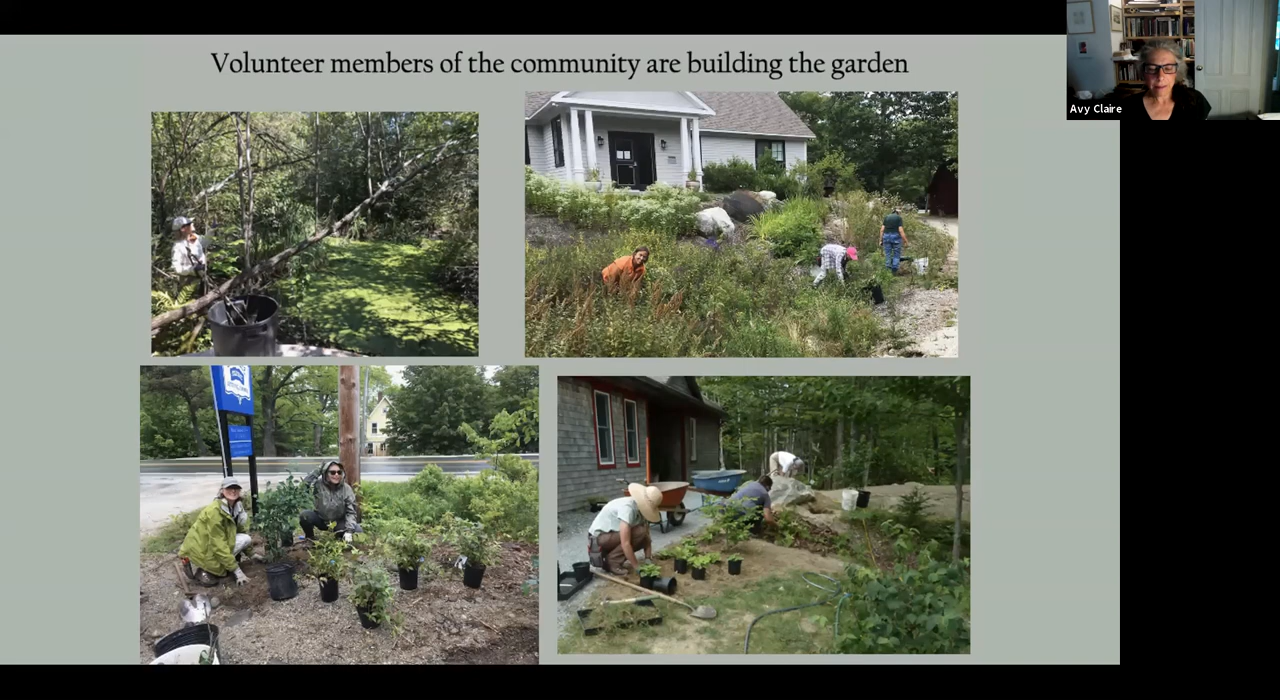 Volunteer members of the community are building the garden
Avy Claire